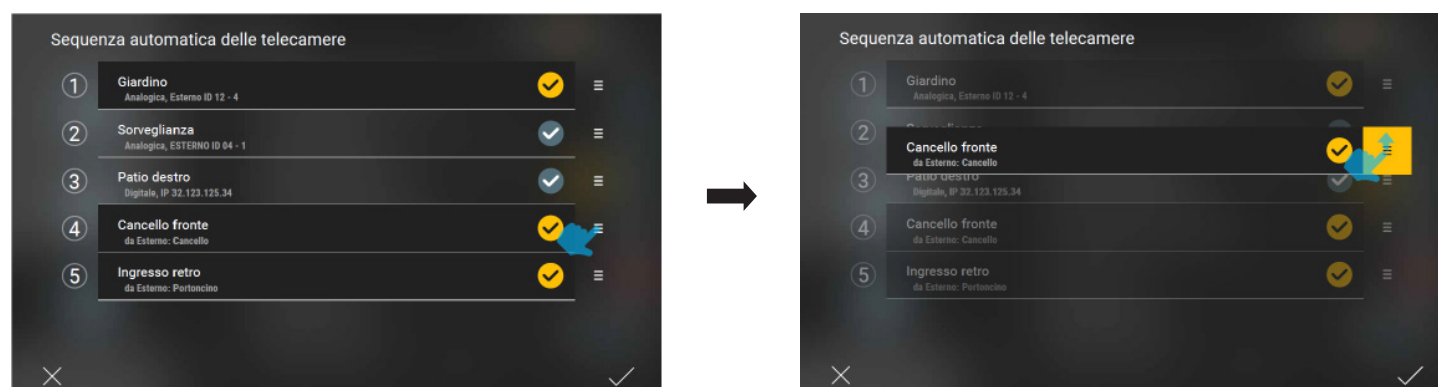 Sequenza automatica delle telecamere
1
Giardino
Analogica, Esterno ID 12 - 4
2
Sorveglianza
Analogica, ESTERNO ID 04 - 1
3
Patio destro
Digitale, IP 32.123.125.34
4
Cancello fronte
da Esterno: Cancello
5
Ingresso retro
da Esterno: Portoncino
Sequenza automatica delle telecamere
1
Giardino
Analogica, Esterno ID 12 - 4
2
Cancello fronte
da Esterno: Cancello
3
Patio destro
Digitale, IP 32.123.125.34
4
Cancello fronte
da Esterno: Cancello
5
Ingresso retro
da Esterno: Portoncino